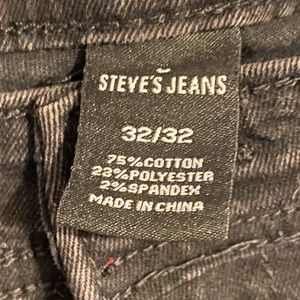 STEVE'S JEANS
32/32
75%COTTON
23%POLYESTER
2%SPANDEX
MADE IN CHINA